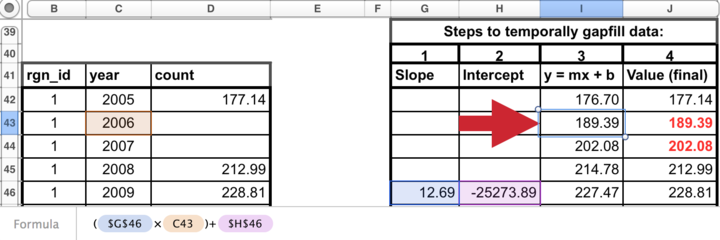 B C D E F G H I J
39 Steps to temporally gapfill data:
40 1 2 3 4
41 rgn_id year count Slope Intercept y = mx + b Value (final)
42 1 2005 177.14 176.70 177.14
43 1 2006 189.39 189.39
44 1 2007 202.08 202.08
45 1 2008 212.99 214.78 212.99
46 1 2009 228.81 12.69 -25273.89 227.47 228.81
Formula ( $G$46 × C43 )+ $H$46